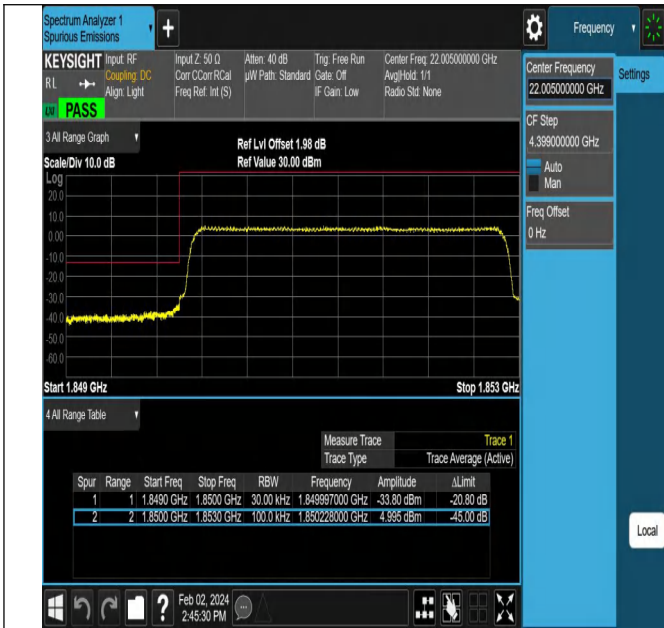 Spectrum Analyzer 1
Spurious Emissions
Frequency
KEYSIGHT
RL
PASS
Input: RF
Coupling: DC
Align: Light
Input Z: 50 Ω
Corr CCorr RCal
Freq Ref: Int (S)
Atten: 40 dB
µW Path: Standard
Trig: Free Run
Gate: Off
IF Gain: Low
Center Freq: 22.005000000 GHz
Avg|Hold: 1/1
Radio Std: None
Center Frequency
22.005000000 GHz
Settings
CF Step
4.399000000 GHz
Auto
Man
Freq Offset
0 Hz
3 All Range Graph
Scale/Div 10.0 dB
Ref Lvl Offset 1.98 dB
Ref Value 30.00 dBm
Log
20.0
10.0
0.00
-10.0
-20.0
-30.0
-40.0
-50.0
-60.0
Start 1.849 GHz
Stop 1.853 GHz
4 All Range Table
Measure Trace Trace 1
Trace Type Trace Average (Active)
Spur Range Start Freq Stop Freq RBW Frequency Amplitude ΔLimit
1 1 1.8490 GHz 1.8500 GHz 30.00 kHz 1.849997000 GHz -33.80 dBm -20.80 dB
2 2 1.8500 GHz 1.8530 GHz 100.0 kHz 1.850228000 GHz 4.995 dBm -45.00 dB
Local
?
Feb 02, 2024
2:45:30 PM